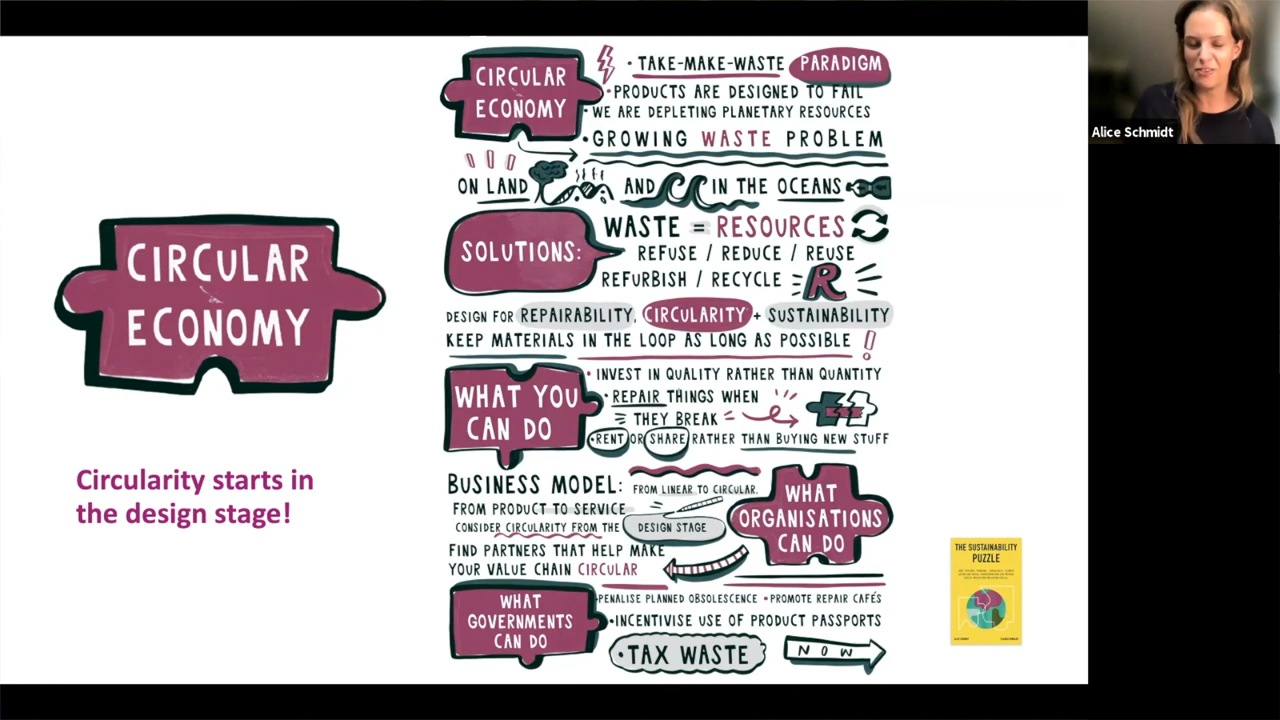 CIRCULAR
ECONOMY
Circularity starts in
the design stage!
CIRCULAR
ECONOMY
• TAKE-MAKE-WASTE PARADIGM
• PRODUCTS ARE DESIGNED TO FAIL
• WE ARE DEPLETING PLANETARY RESOURCES
• GROWING WASTE PROBLEM
ON LAND AND IN THE OCEANS
SOLUTIONS:
WASTE = RESOURCES
REFUSE / REDUCE / REUSE
REFURBISH / RECYCLE R
DESIGN FOR REPAIRABILITY, CIRCULARITY + SUSTAINABILITY
KEEP MATERIALS IN THE LOOP AS LONG AS POSSIBLE !
WHAT YOU
CAN DO
• INVEST IN QUALITY RATHER THAN QUANTITY
• REPAIR THINGS WHEN
THEY BREAK
• RENT OR SHARE RATHER THAN BUYING NEW STUFF
BUSINESS MODEL: FROM LINEAR TO CIRCULAR.
FROM PRODUCT TO SERVICE
CONSIDER CIRCULARITY FROM THE DESIGN STAGE
FIND PARTNERS THAT HELP MAKE
YOUR VALUE CHAIN CIRCULAR
WHAT
ORGANISATIONS
CAN DO
WHAT
GOVERNMENTS
CAN DO
• PENALISE PLANNED OBSOLESCENCE • PROMOTE REPAIR CAFÉS
• INCENTIVISE USE OF PRODUCT PASSPORTS
• TAX WASTE
NOW
THE SUSTAINABILITY
PUZZLE
Alice Schmidt